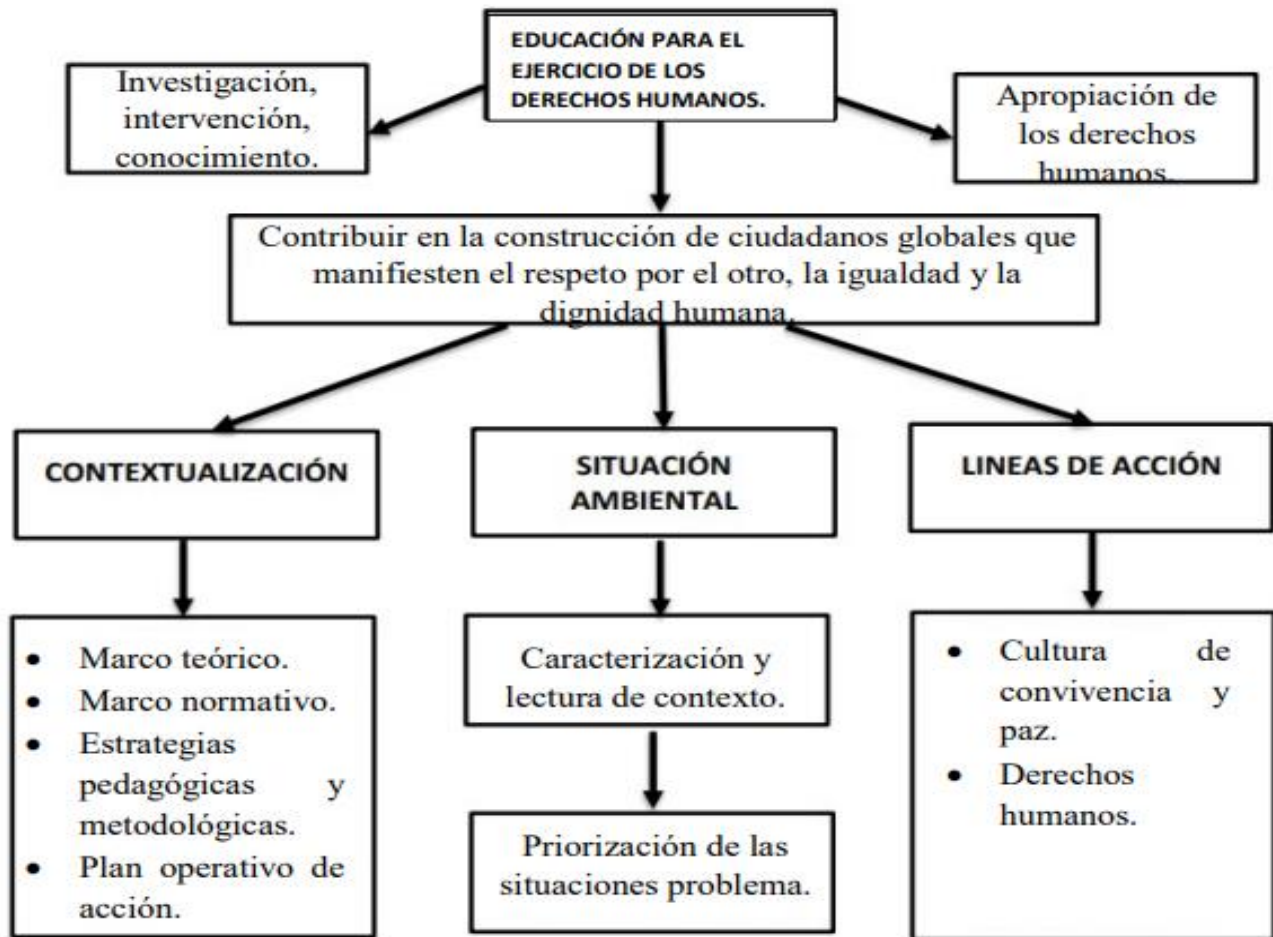 EDUCACIÓN PARA EL
EJERCICIO DE LOS
DERECHOS HUMANOS.
Investigación,
intervención,
conocimiento.
Apropiación de
los derechos
humanos.
Contribuir en la construcción de ciudadanos globales que
manifiesten el respeto por el otro, la igualdad y la
dignidad humana.
CONTEXTUALIZACIÓN
SITUACIÓN
AMBIENTAL
LINEAS DE ACCIÓN
• Marco teórico.
• Marco normativo.
• Estrategias
pedagógicas y
metodológicas.
• Plan operativo de
acción.
Caracterización y
lectura de contexto.
Priorización de las
situaciones problema.
• Cultura de
convivencia y
paz.
• Derechos
humanos.